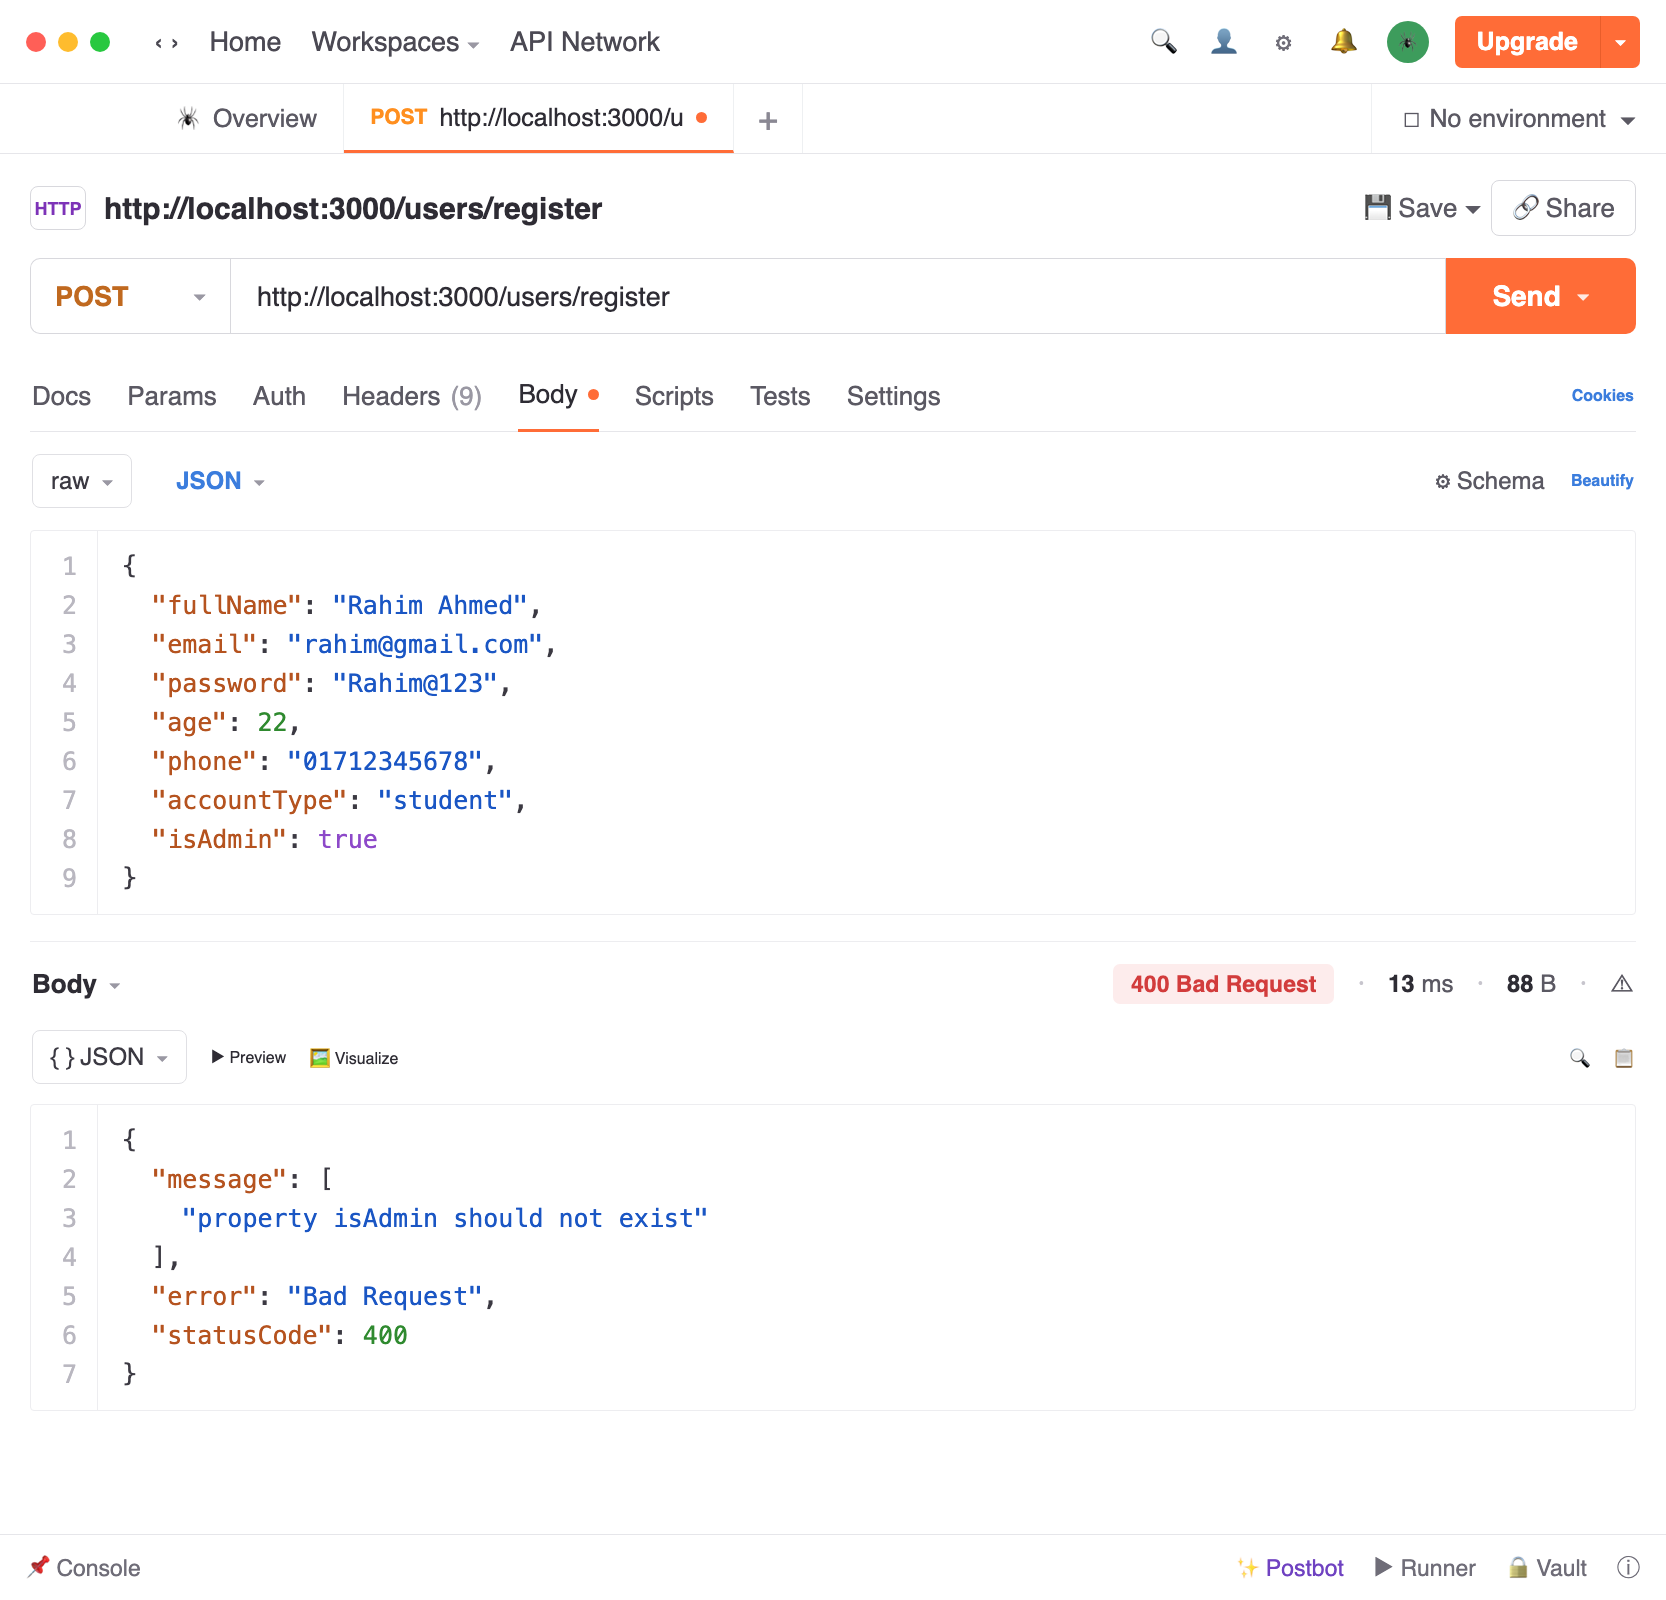 Home Workspaces API Network Upgrade
Overview POST http://localhost:3000/u + No environment
HTTP http://localhost:3000/users/register Save Share
POST http://localhost:3000/users/register Send
Docs Params Auth Headers (9) Body Scripts Tests Settings Cookies
raw JSON Schema Beautify
1 {
2 "fullName": "Rahim Ahmed",
3 "email": "rahim@gmail.com",
4 "password": "Rahim@123",
5 "age": 22,
6 "phone": "01712345678",
7 "accountType": "student",
8 "isAdmin": true
9 }
Body 400 Bad Request · 13 ms · 88 B ·
{ } JSON Preview Visualize
1 {
2 "message": [
3 "property isAdmin should not exist"
4 ],
5 "error": "Bad Request",
6 "statusCode": 400
7 }
Console Postbot Runner Vault